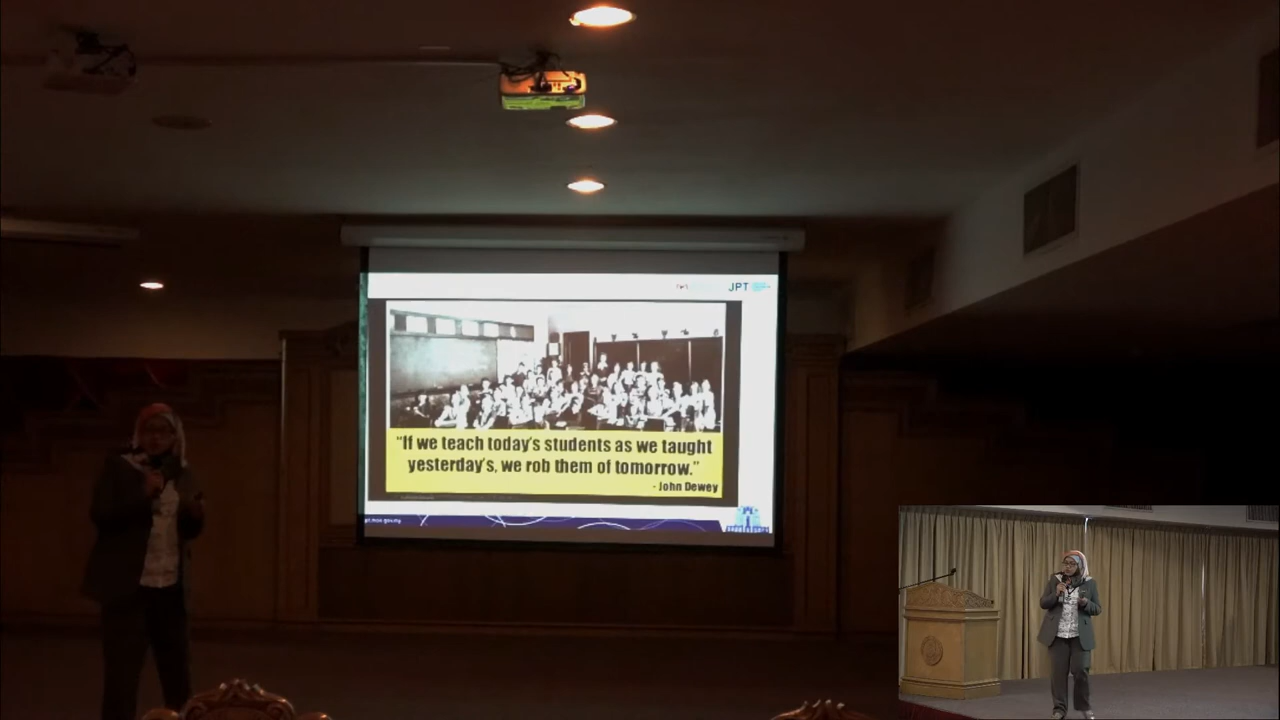 JPT
"If we teach today's students as we taught
yesterday's, we rob them of tomorrow."
- John Dewey